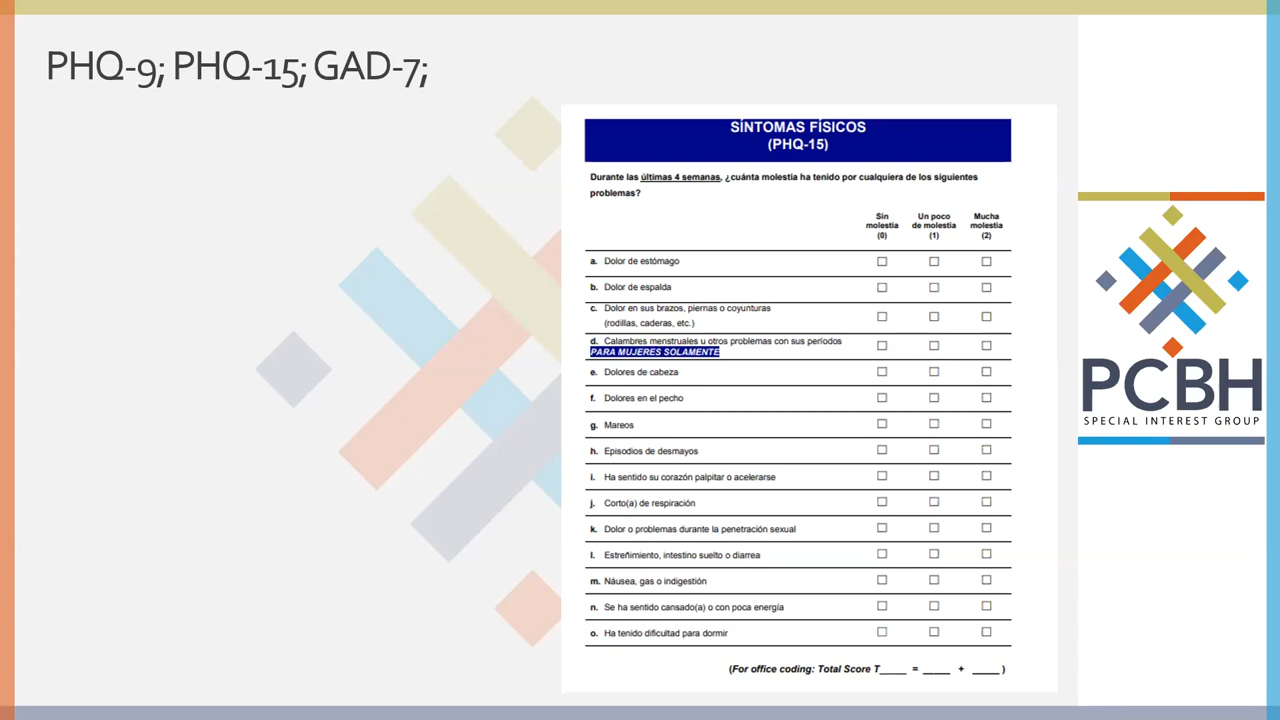 PHQ-9; PHQ-15; GAD-7;
SÍNTOMAS FÍSICOS
(PHQ-15)
Durante las últimas 4 semanas, ¿cuánta molestia ha tenido por cualquiera de los siguientes
problemas?
Sin molestia (0)
Un poco de molestia (1)
Mucha molestia (2)
a. Dolor de estómago
b. Dolor de espalda
c. Dolor en sus brazos, piernas o coyunturas
(rodillas, caderas, etc.)
d. Calambres menstruales u otros problemas con sus períodos
PARA MUJERES SOLAMENTE
e. Dolores de cabeza
f. Dolores en el pecho
g. Mareos
h. Episodios de desmayos
i. Ha sentido su corazón palpitar o acelerarse
j. Corto(a) de respiración
k. Dolor o problemas durante la penetración sexual
l. Estreñimiento, intestino suelto o diarrea
m. Náusea, gas o indigestión
n. Se ha sentido cansado(a) o con poca energía
o. Ha tenido dificultad para dormir
(For office coding: Total Score T_____ = _____ + _____ )
PCBH
SPECIAL INTEREST GROUP